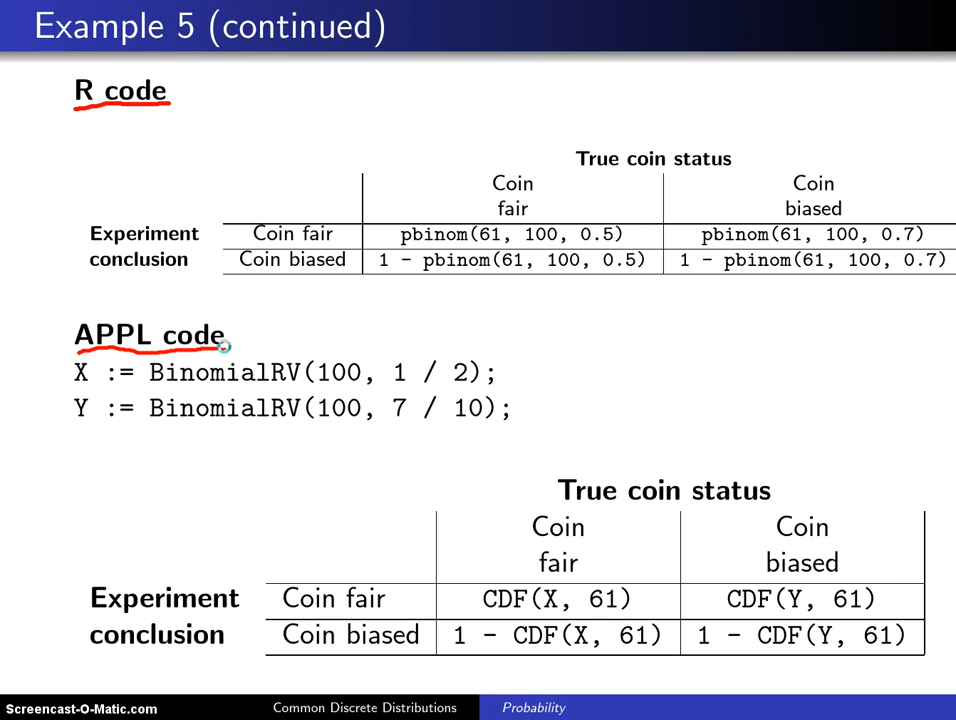 Example 5 (continued)
R code
True coin status
Coin Coin
fair biased
Experiment Coin fair pbinom(61, 100, 0.5) pbinom(61, 100, 0.7)
conclusion Coin biased 1 - pbinom(61, 100, 0.5) 1 - pbinom(61, 100, 0.7)
APPL code
X := BinomialRV(100, 1 / 2);
Y := BinomialRV(100, 7 / 10);
True coin status
Coin Coin
fair biased
Experiment Coin fair CDF(X, 61) CDF(Y, 61)
conclusion Coin biased 1 - CDF(X, 61) 1 - CDF(Y, 61)
Screencast-O-Matic.com Common Discrete Distributions Probability